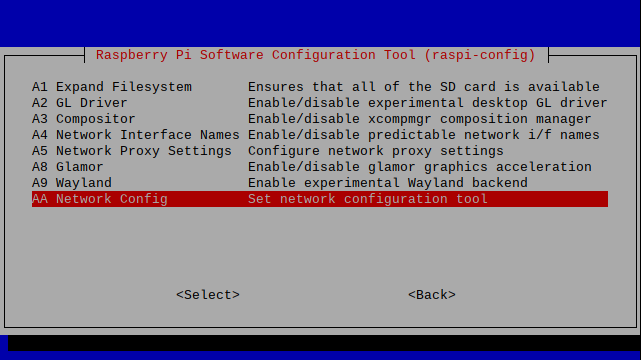 Raspberry Pi Software Configuration Tool (raspi-config)
A1 Expand Filesystem Ensures that all of the SD card is available
A2 GL Driver Enable/disable experimental desktop GL driver
A3 Compositor Enable/disable xcompmgr composition manager
A4 Network Interface Names Enable/disable predictable network i/f names
A5 Network Proxy Settings Configure network proxy settings
A8 Glamor Enable/disable glamor graphics acceleration
A9 Wayland Enable experimental Wayland backend
AA Network Config Set network configuration tool
<Select> <Back>